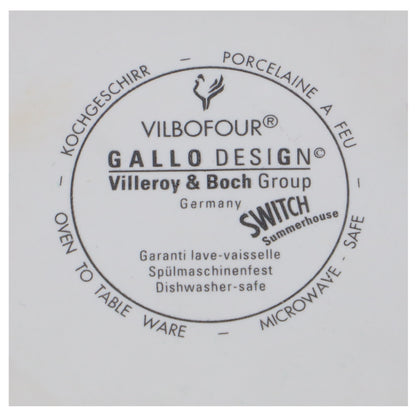 KOCHGESCHIRR – PORCELAINE A FEU – MICROWAVE-SAFE – OVEN TO TABLE WARE –
VILBOFOUR®
GALLO DESIGN©
Villeroy & Boch Group
Germany
SWITCH
Summerhouse
Garanti lave-vaisselle
Spülmaschinenfest
Dishwasher-safe